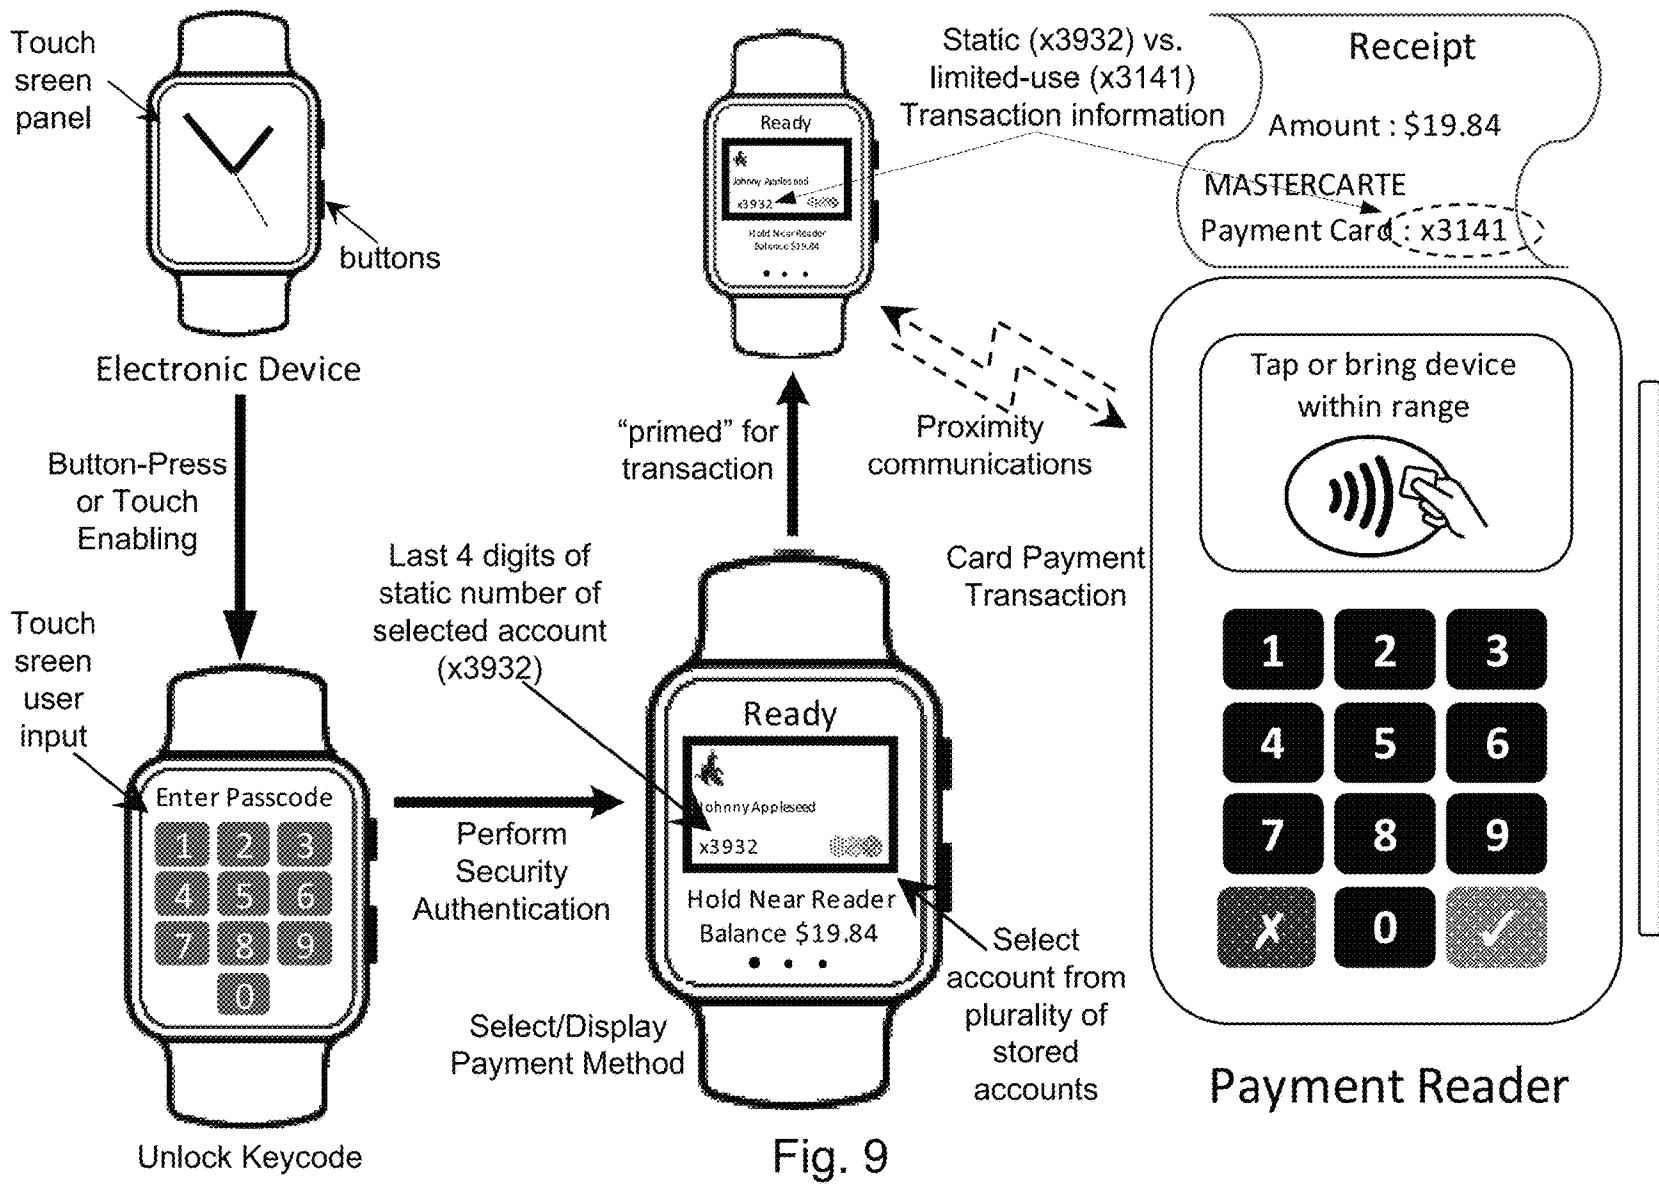 Touch
sreen
panel
buttons
Electronic Device
Button-Press
or Touch
Enabling
Touch
sreen
user
input
Enter Passcode
1 2 3
4 5 6
7 8 9
0
Unlock Keycode
Perform
Security
Authentication
Last 4 digits of
static number of
selected account
(x3932)
Ready
Johnny Appleseed
x3932
Hold Near Reader
Balance $19.84
Select/Display
Payment Method
Select
account from
plurality of
stored
accounts
"primed" for
transaction
Ready
Johnny Appleseed
x3932
Hold Near Reader
Balance $19.84
Static (x3932) vs.
limited-use (x3141)
Transaction information
Proximity
communications
Card Payment
Transaction
Receipt
Amount : $19.84
MASTERCARTE
Payment Card : x3141
Tap or bring device
within range
1 2 3
4 5 6
7 8 9
✗ 0 ✓
Payment Reader
Fig. 9